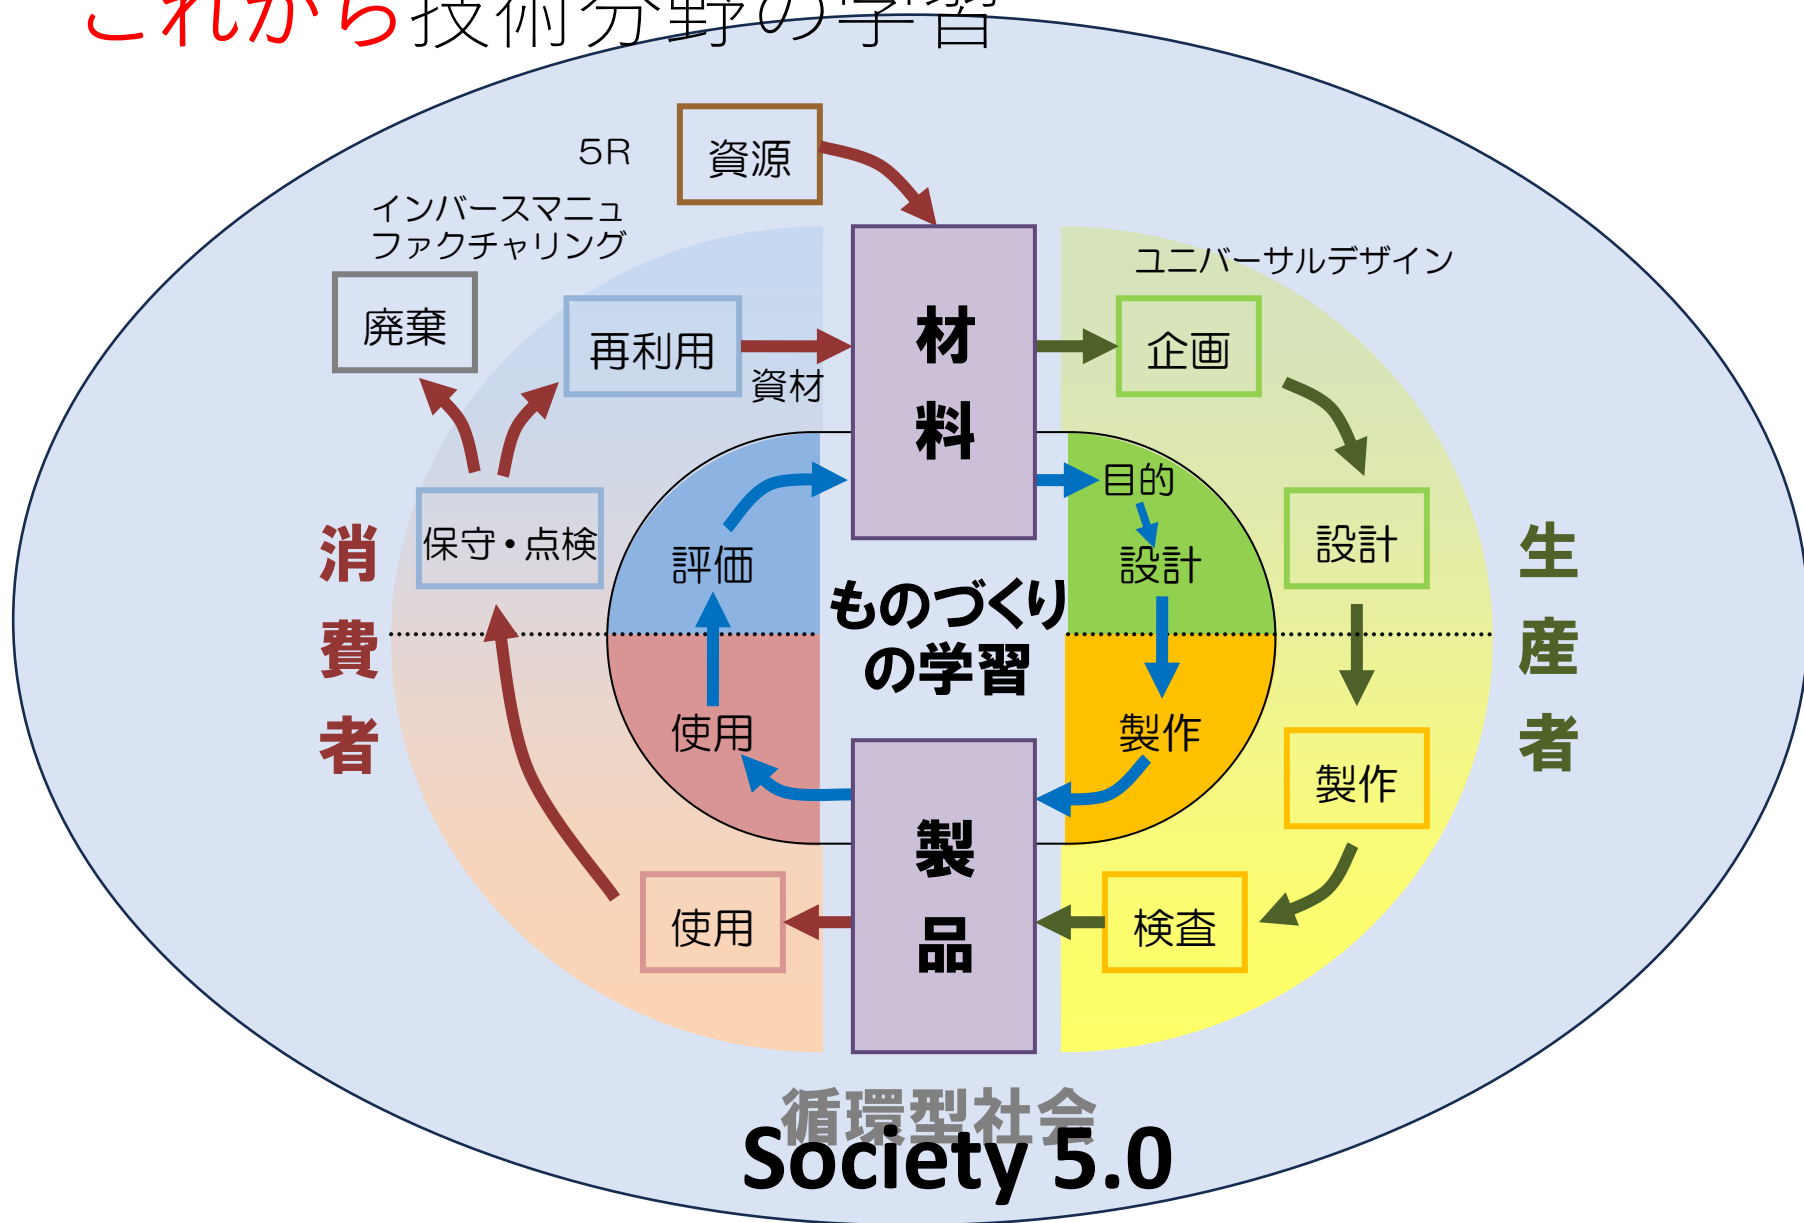 これから技術分野の学習
5R
資源
インバースマニュ
ファクチャリング
ユニバーサルデザイン
廃棄
再利用
資材
材料
企画
目的
保守・点検
評価
設計
設計
消費者
生産者
ものづくり
の学習
使用
製作
製作
製品
使用
検査
循環型社会
Society 5.0